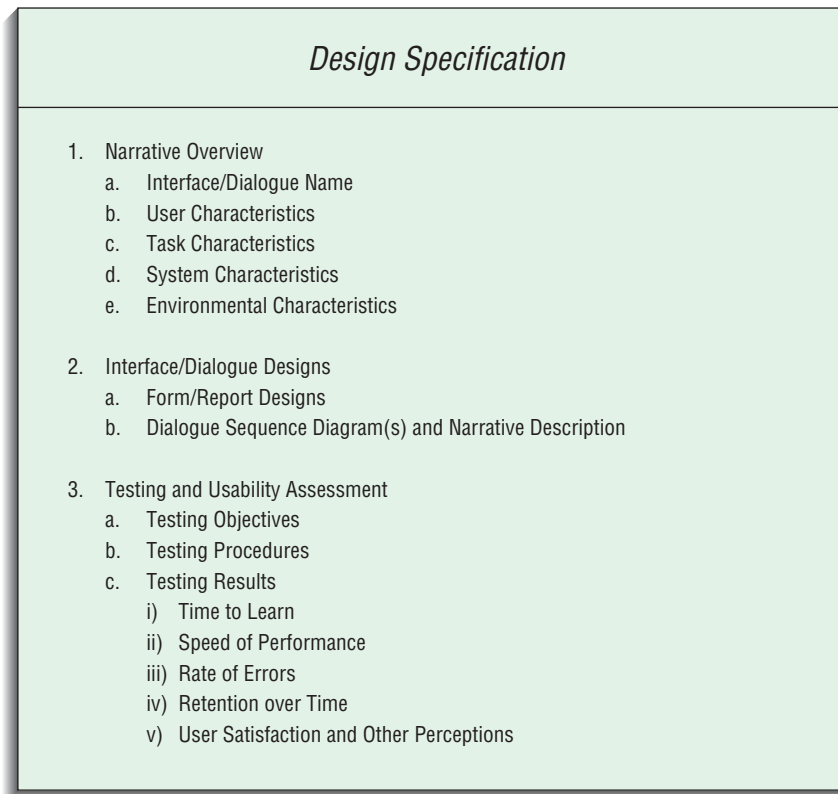 Design Specification
1. Narrative Overview
a. Interface/Dialogue Name
b. User Characteristics
c. Task Characteristics
d. System Characteristics
e. Environmental Characteristics
2. Interface/Dialogue Designs
a. Form/Report Designs
b. Dialogue Sequence Diagram(s) and Narrative Description
3. Testing and Usability Assessment
a. Testing Objectives
b. Testing Procedures
c. Testing Results
i) Time to Learn
ii) Speed of Performance
iii) Rate of Errors
iv) Retention over Time
v) User Satisfaction and Other Perceptions